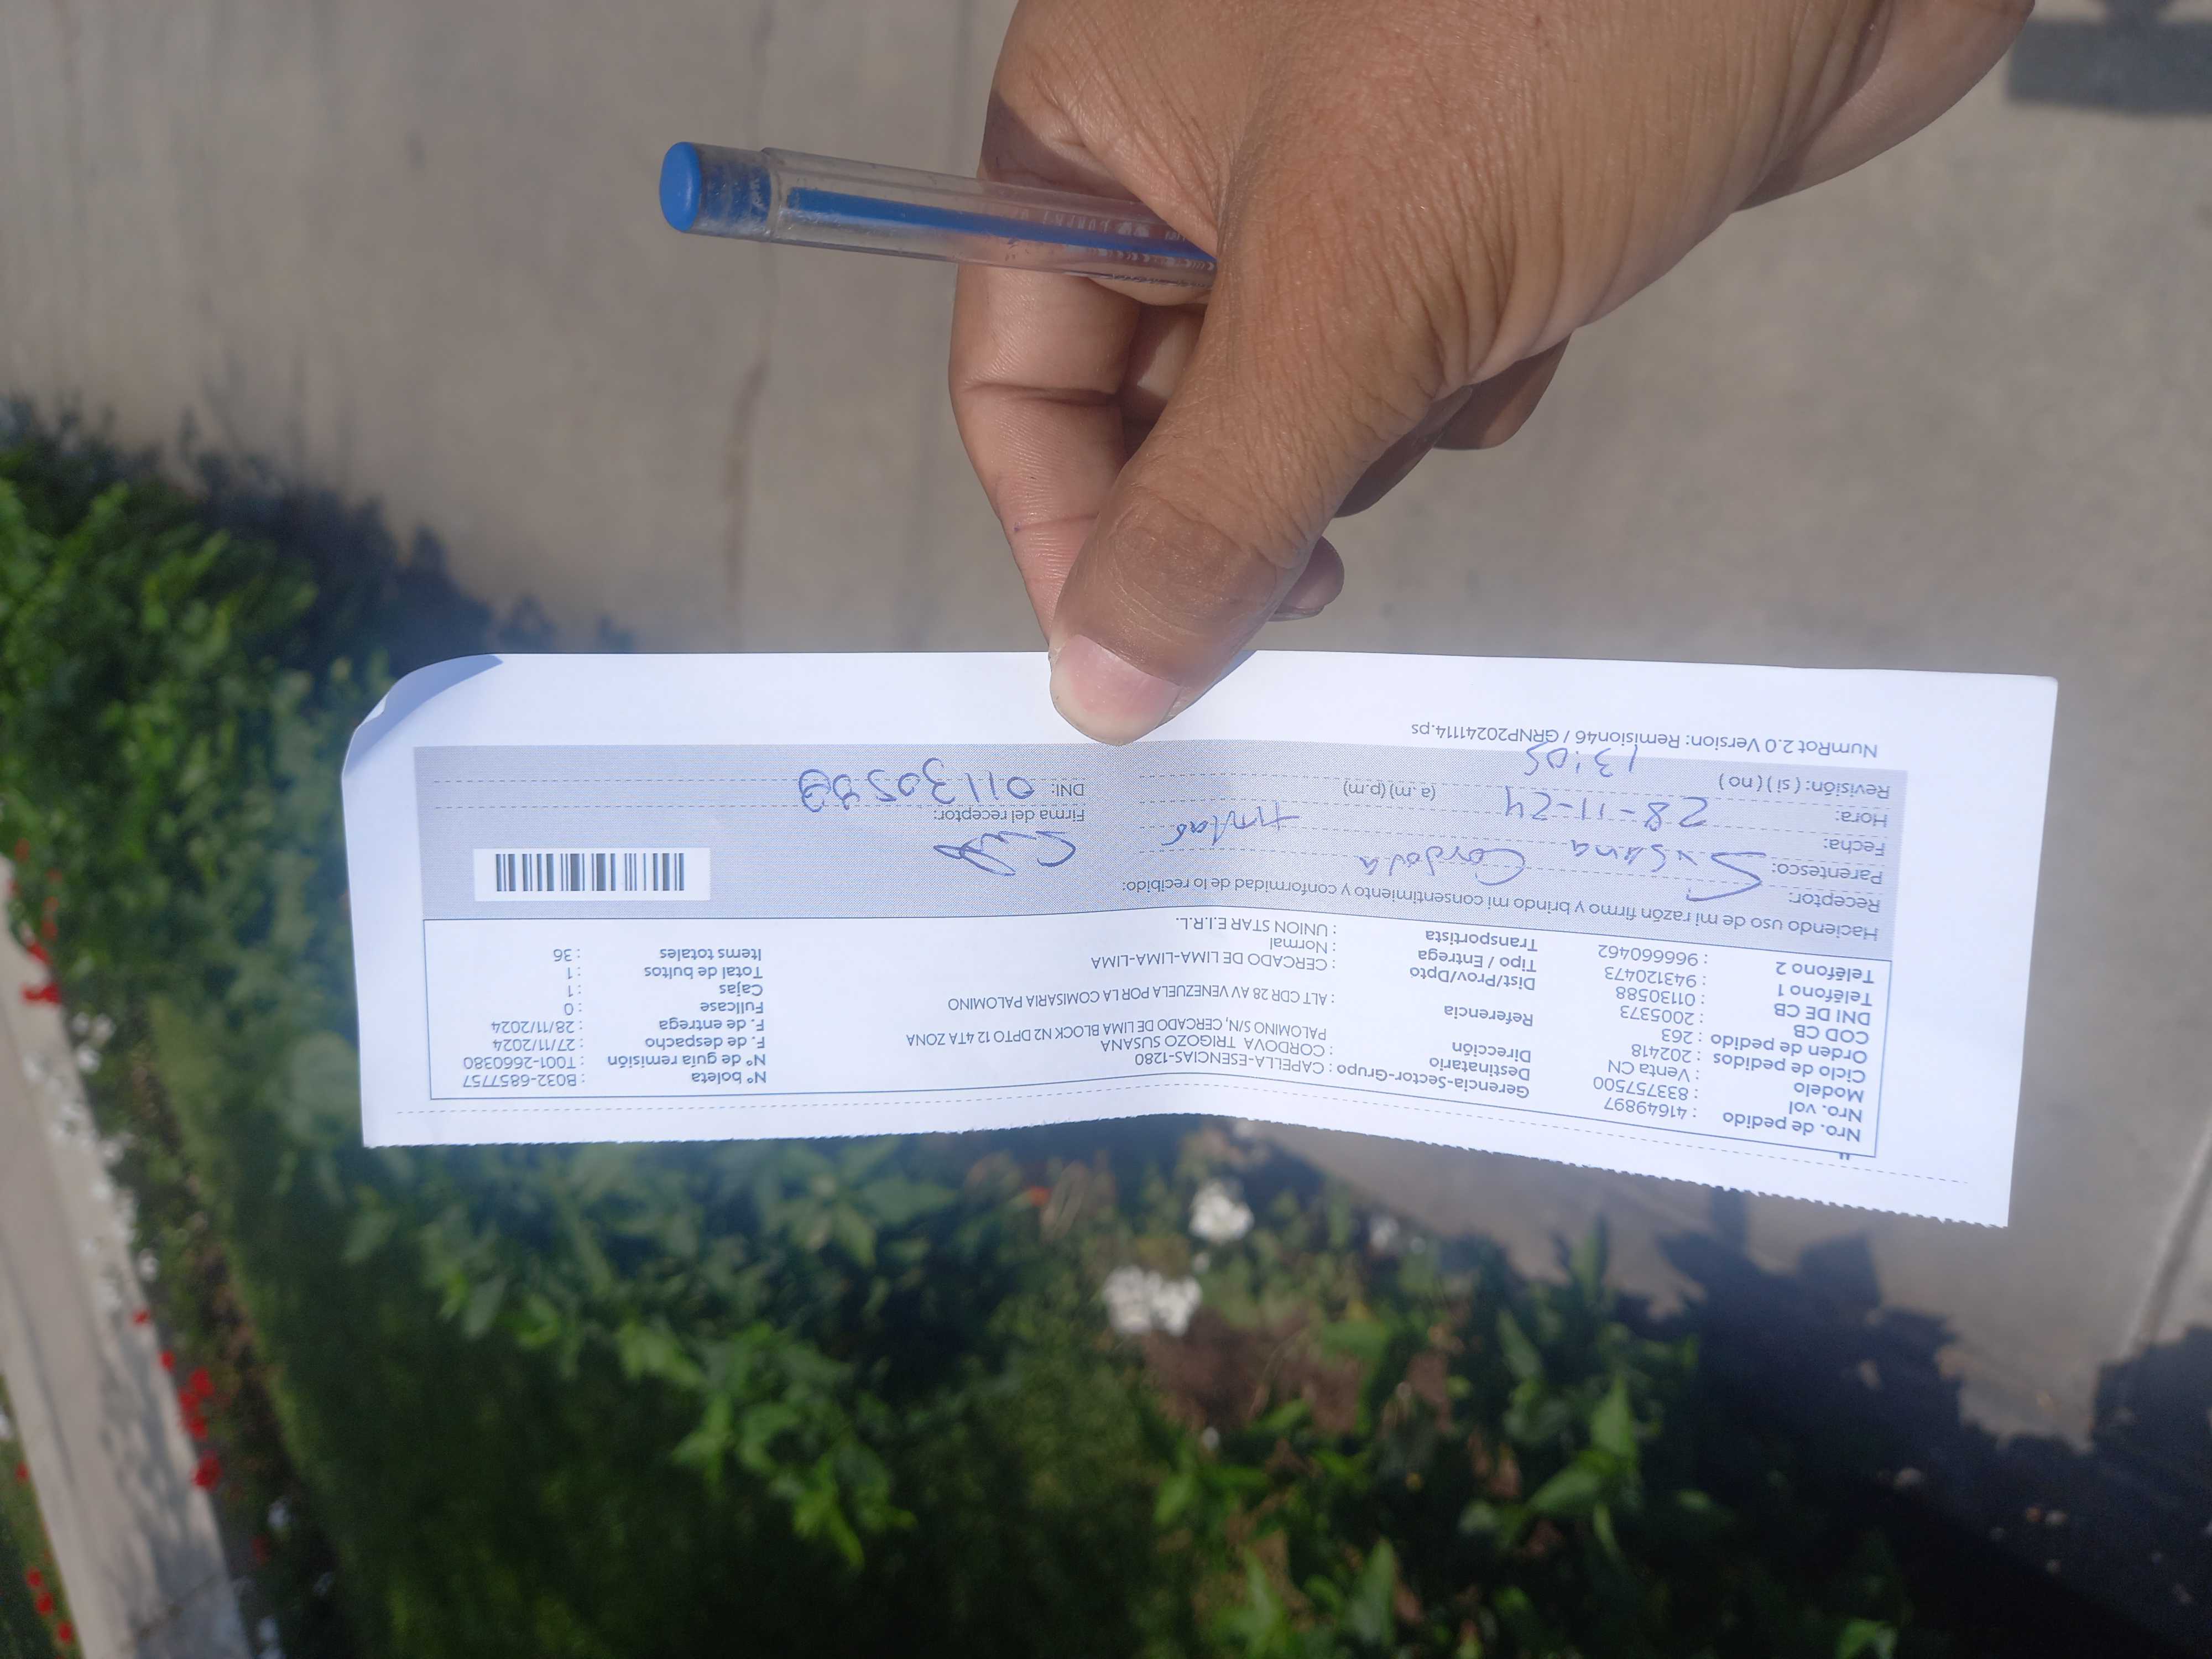 Nro. de pedido : 41649897
Nro. vol : 833757500
Modelo : Venta CN
Ciclo de pedidos : 202418
Orden de pedido : 263
COD CB : 2005373
DNI DE CB : 01130588
Teléfono 1 : 943120473
Teléfono 2 : 966660462
Gerencia-Sector-Grupo : CAPELLA-ESENCIAS-1280
Destinatario : CORDOVA TRIGOZO SUSANA
Dirección PALOMINO S/N, CERCADO DE LIMA BLOCK N2 DPTO 12 4TA ZONA
Referencia : ALT CDR 28 AV VENEZUELA POR LA COMISARIA PALOMINO
Dist/Prov/Dpto : CERCADO DE LIMA-LIMA-LIMA
Tipo / Entrega : Normal
Transportista : UNION STAR E.I.R.L.
N° boleta : B032-6857757
N° de guía remisión : T001-2660380
F. de despacho : 27/11/2024
F. de entrega : 28/11/2024
Fullcase : 0
Cajas : 1
Total de bultos : 1
Items totales : 36
Haciendo uso de mi razón firmo y brindo mi consentimiento y conformidad de lo recibido:
Receptor: Susana Cordova
Parentesco:
Fecha: 28-11-24
Hora: 13:05 (a.m) (p.m)
Revisión: ( si ) ( no )
Firma del receptor:
DNI: 01130588
NumRot 2.0 Version: Remision46 / GRNP20241114.ps